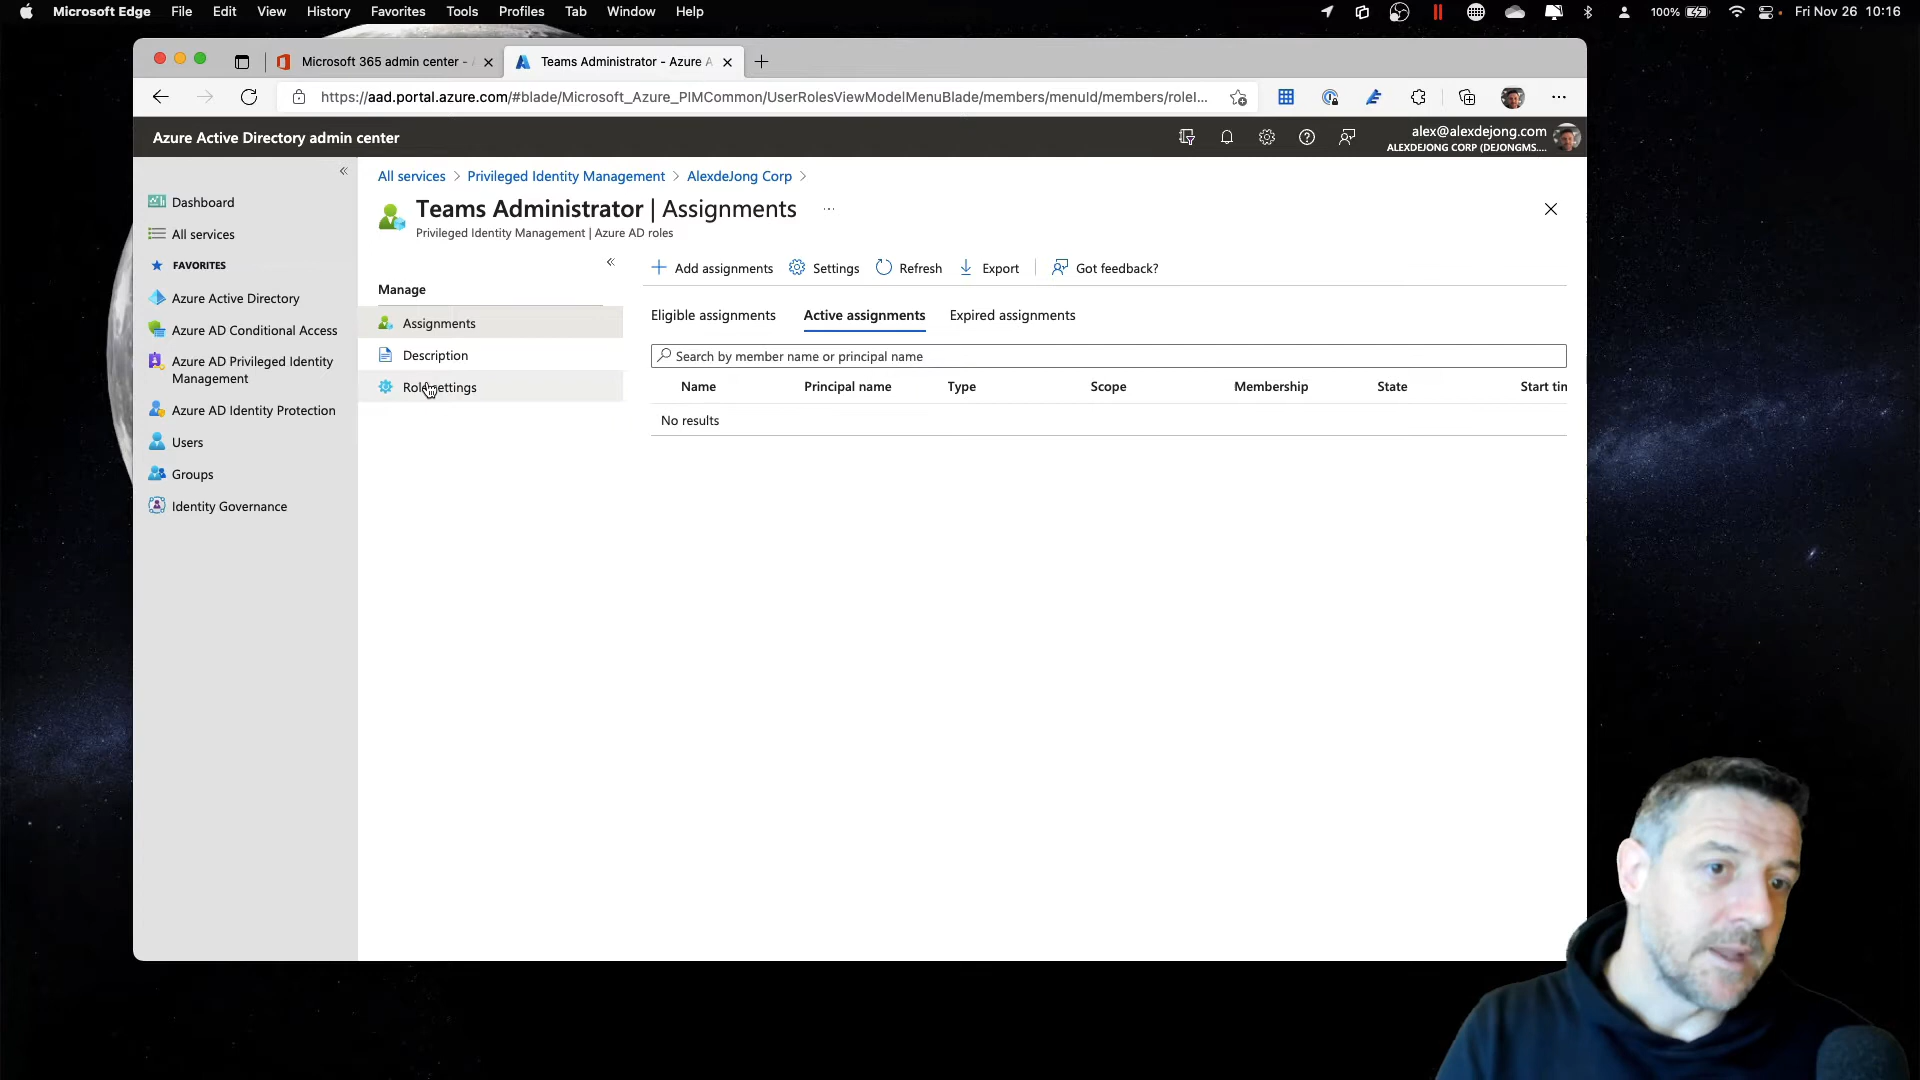 Microsoft Edge File Edit View History Favorites Tools Profiles Tab Window Help 100% Fri Nov 26 10:16
Microsoft 365 admin center - Teams Administrator - Azure A
https://aad.portal.azure.com/#blade/Microsoft_Azure_PIMCommon/UserRolesViewModelMenuBlade/members/menuId/members/roleI...
Azure Active Directory admin center
alex@alexdejong.com
ALEXDEJONG CORP (DEJONGMS....
Dashboard
All services
FAVORITES
Azure Active Directory
Azure AD Conditional Access
Azure AD Privileged Identity
Management
Azure AD Identity Protection
Users
Groups
Identity Governance
All services > Privileged Identity Management > AlexdeJong Corp >
Teams Administrator | Assignments ...
Privileged Identity Management | Azure AD roles
Manage
Assignments
Description
Role settings
Add assignments Settings Refresh Export Got feedback?
Eligible assignments Active assignments Expired assignments
Search by member name or principal name
Name Principal name Type Scope Membership State Start tim
No results